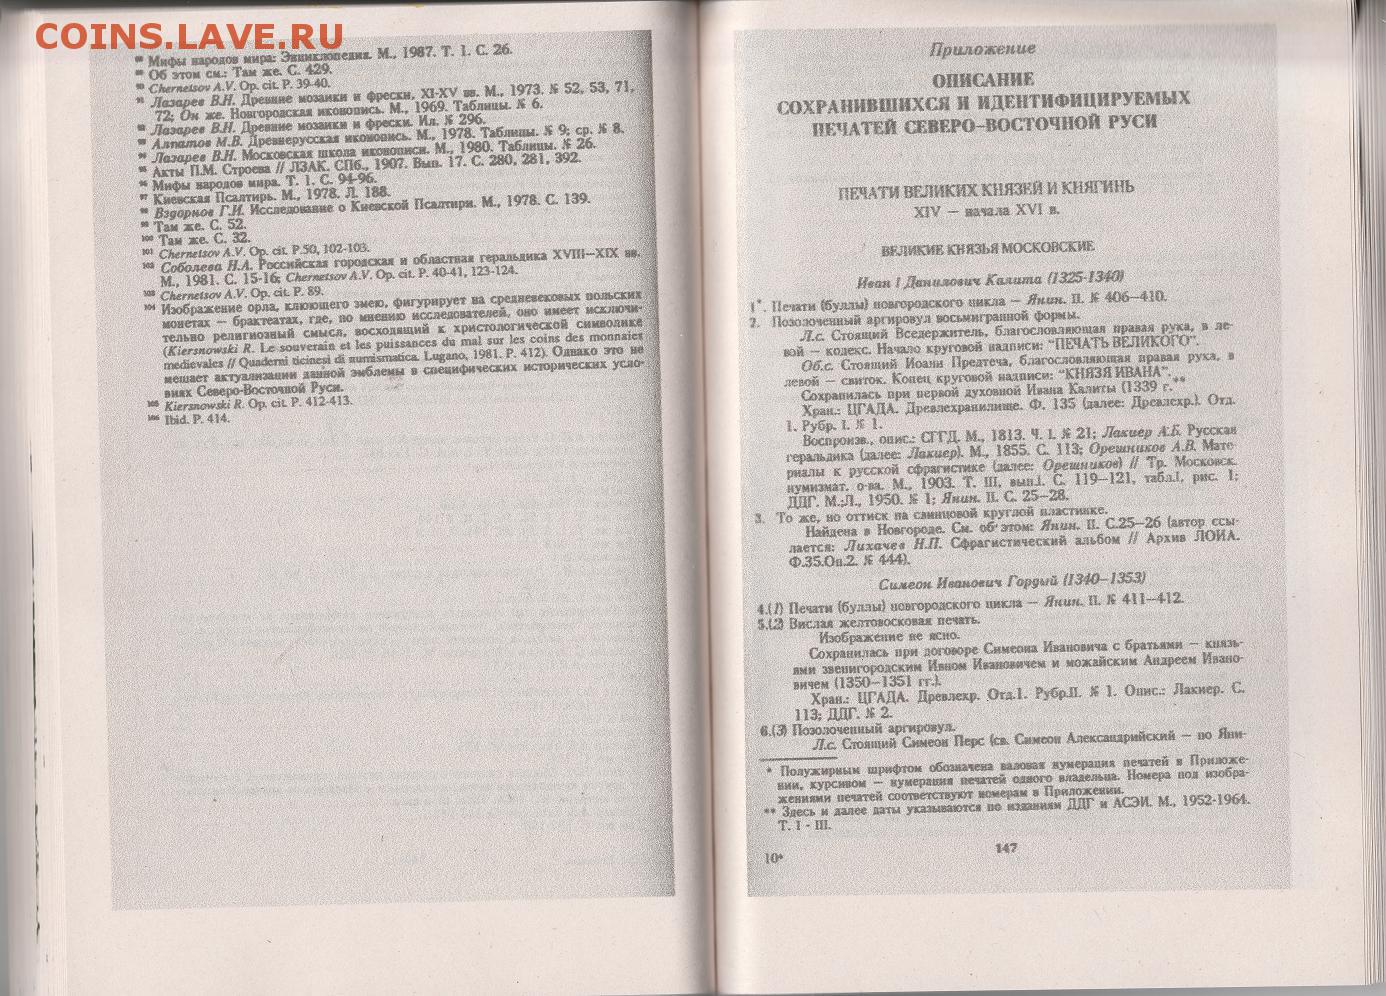 COINS.LAVE.RU
⁸⁸ Мифы народов мира: Энциклопедия. М., 1987. Т. 1. С. 26.
⁸⁹ Об этом см.: Там же. С. 429.
⁹⁰ Chernetsov A.V. Op. cit. P. 39-40.
⁹¹ Лазарев В.Н. Древние мозаики и фрески, XI-XV вв. М., 1973. № 52, 53, 71,
72; Он же. Новгородская иконопись. М., 1969. Таблицы. № 6.
⁹² Лазарев В.Н. Древние мозаики и фрески. Ил. № 296.
⁹³ Алпатов М.В. Древнерусская иконопись. М., 1978. Таблицы. № 9; ср. № 8.
⁹⁴ Лазарев В.Н. Московская школа иконописи. М., 1980. Таблицы. № 26.
⁹⁵ Акты П.М. Строева // ЛЗАК. СПб., 1907. Вып. 17. С. 280, 281, 392.
⁹⁶ Мифы народов мира. Т. 1. С. 94-96.
⁹⁷ Киевская Псалтирь. М., 1978. Л. 188.
⁹⁸ Вздорнов Г.И. Исследование о Киевской Псалтири. М., 1978. С. 139.
⁹⁹ Там же. С. 52.
¹⁰⁰ Там же. С. 32.
¹⁰¹ Chernetsov A.V. Op. cit. P.50, 102-103.
¹⁰² Соболева Н.А. Российская городская и областная геральдика XVIII—XIX вв.
М., 1981. С. 15-16; Chernetsov A.V. Op. cit. P. 40-41, 123-124.
¹⁰³ Chernetsov A.V. Op. cit. P. 89.
¹⁰⁴ Изображение орла, клюющего змею, фигурирует на средневековых польских
монетах — брактеатах, где, по мнению исследователей, оно имеет исключи-
тельно религиозный смысл, восходящий к христологической символике
(Kiersnowski R. Le souverain et les puissances du mal sur les coins des monnaies
medievales // Quaderni ticinesi di numismatica. Lugano, 1981. P. 412). Однако это не
мешает актуализации данной эмблемы в специфических исторических усло-
виях Северо-Восточной Руси.
¹⁰⁵ Kiersnowski R. Op. cit. P. 412-413.
¹⁰⁶ Ibid. P. 414.
Приложение
ОПИСАНИЕ
СОХРАНИВШИХСЯ И ИДЕНТИФИЦИРУЕМЫХ
ПЕЧАТЕЙ СЕВЕРО-ВОСТОЧНОЙ РУСИ
ПЕЧАТИ ВЕЛИКИХ КНЯЗЕЙ И КНЯГИНЬ
XIV — начала XVI в.
ВЕЛИКИЕ КНЯЗЬЯ МОСКОВСКИЕ
Иван I Данилович Калита (1325-1340)
1*. Печати (буллы) новгородского цикла — Янин. II. № 406—410.
2. Позолоченный аргировул восьмигранной формы.
Л.с. Стоящий Вседержитель, благословляющая правая рука, в ле-
вой — кодекс. Начало круговой надписи: "ПЕЧАТЬ ВЕЛИКОГО".
Об.с. Стоящий Иоанн Предтеча, благословляющая правая рука, в
левой — свиток. Конец круговой надписи: "КНЯЗЯ ИВАНА".
Сохранилась при первой духовной Ивана Калиты (1339 г.**
Хран.: ЦГАДА. Древлехранилище. Ф. 135 (далее: Древлехр.). Отд.
1. Рубр. I. № 1.
Воспроизв., опис.: СГГД. М., 1813. Ч. 1. № 21; Лакиер А.Б. Русская
геральдика (далее: Лакиер). М., 1855. С. 113; Орешников А.В. Мате-
риалы к русской сфрагистике (далее: Орешников) // Тр. Московск.
нумизмат. о-ва. М., 1903. Т. III, вып.1. С. 119—121, табл.1, рис. 1;
ДДГ. М.;Л., 1950. № 1; Янин. II. С. 25—28.
3. То же, но оттиск на свинцовой круглой пластинке.
Найдена в Новгороде. См. об этом: Янин. II. С.25—26 (автор ссы-
лается: Лихачев Н.П. Сфрагистический альбом // Архив ЛОИА.
Ф.35.Оп.2. № 444).
Симеон Иванович Гордый (1340—1353)
4.(1) Печати (буллы) новгородского цикла — Янин. II. № 411—412.
5.(2) Вислая желтовосковая печать.
Изображение не ясно.
Сохранилась при договоре Симеона Ивановича с братьями — князь-
ями звенигородским Ивном Ивановичем и можайским Андреем Ивано-
вичем (1350—1351 гг.).
Хран.: ЦГАДА. Древлехр. Отд.1. Рубр.II. № 1. Опис.: Лакиер. С.
113; ДДГ. № 2.
6.(3) Позолоченный аргировул.
Л.с. Стоящий Симеон Перс (св. Симеон Александрийский — по Яни-
* Полужирным шрифтом обозначена валовая нумерация печатей в Приложе-
нии, курсивом — нумерация печатей одного владельца. Номера под изобра-
жениями печатей соответствуют номерам в Приложении.
** Здесь и далее даты указываются по изданиям ДДГ и АСЭИ. М., 1952-1964.
Т. I - III.
10*
147